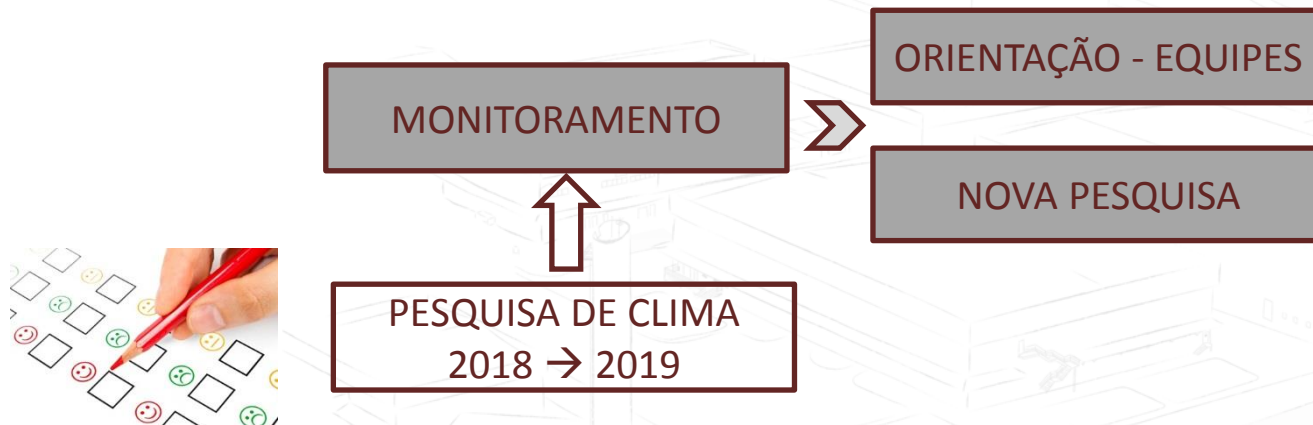 ORIENTAÇÃO - EQUIPES
MONITORAMENTO
NOVA PESQUISA
PESQUISA DE CLIMA
2018 → 2019